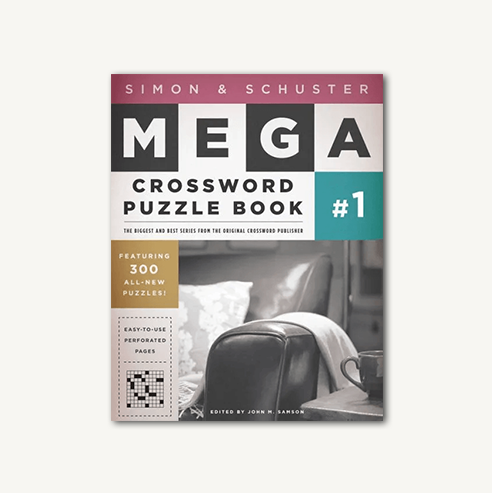 SIMON & SCHUSTER
MEGA
CROSSWORD
PUZZLE BOOK
#1
THE BIGGEST AND BEST SERIES FROM THE ORIGINAL CROSSWORD PUBLISHER
FEATURING
300
ALL-NEW
PUZZLES!
EASY-TO-USE
PERFORATED
PAGES
EDITED BY JOHN M. SAMSON